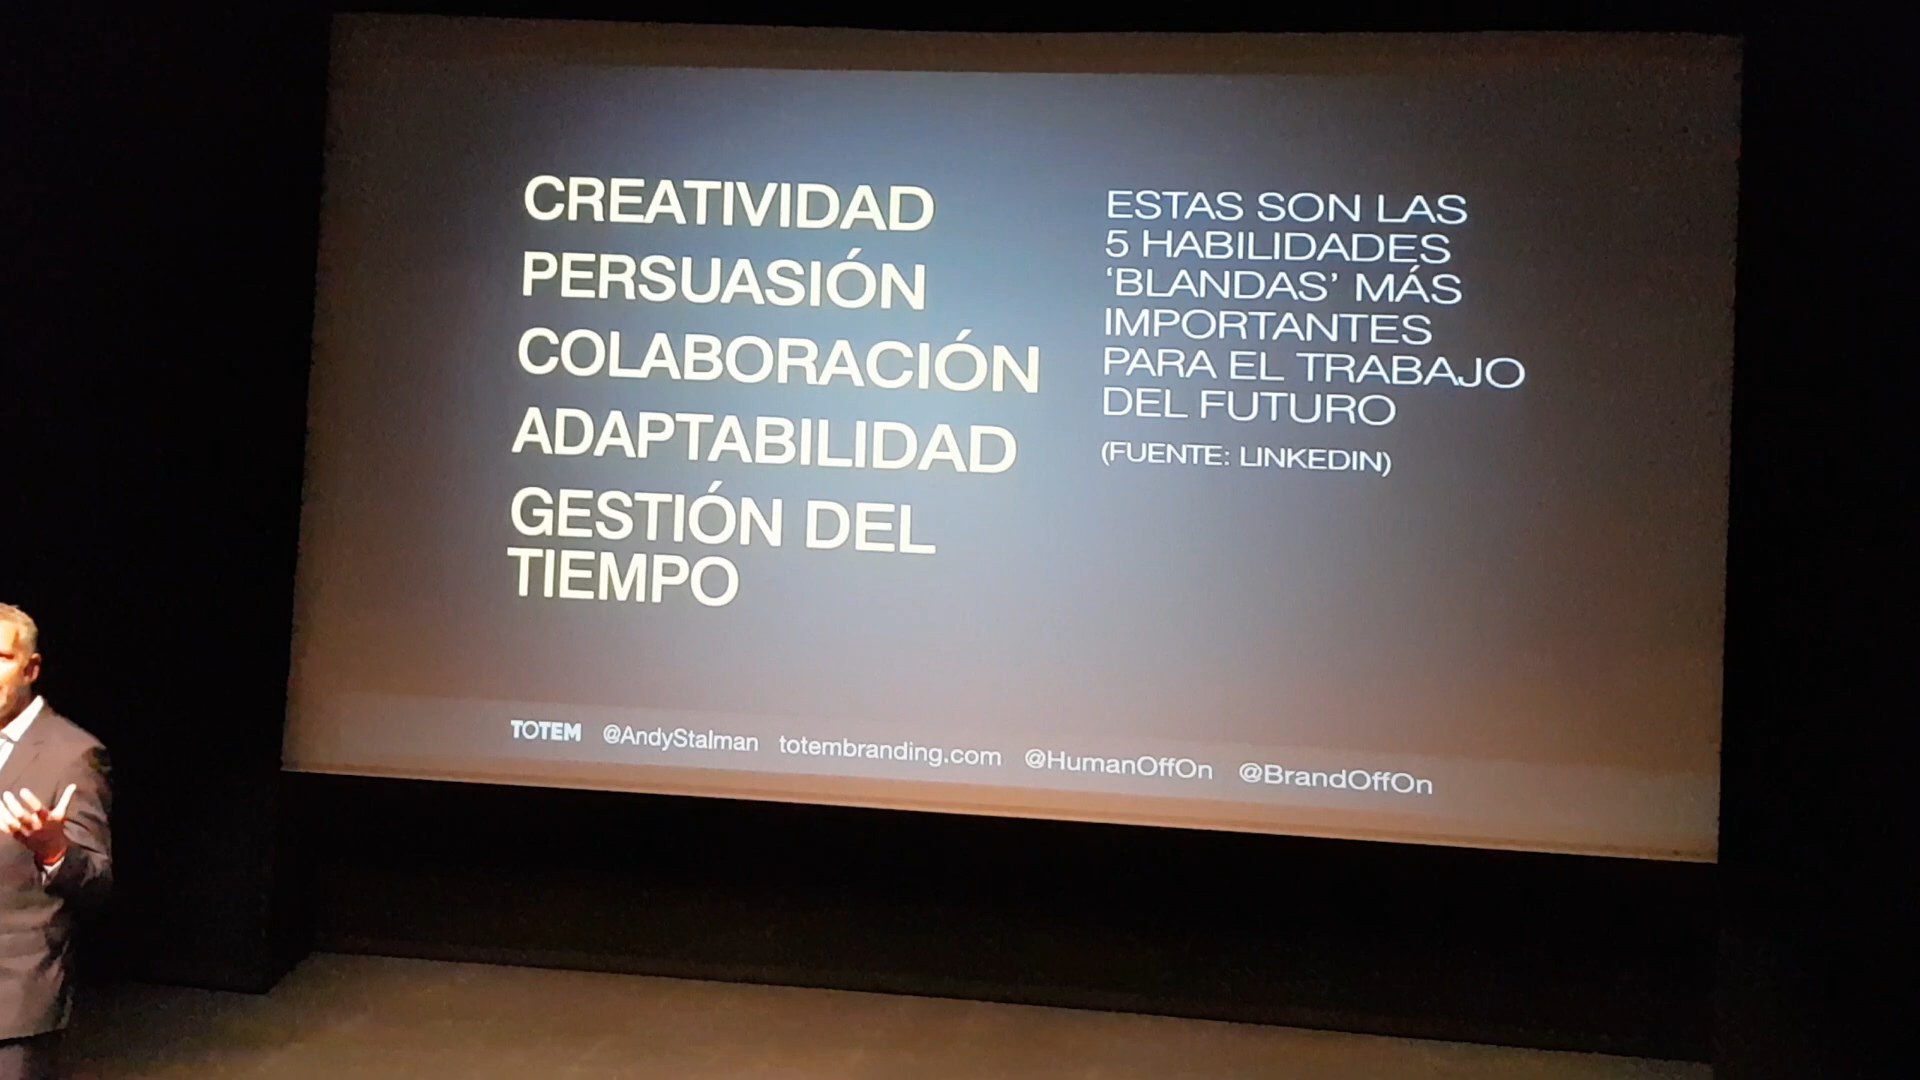 CREATIVIDAD
PERSUASIÓN
COLABORACIÓN
ADAPTABILIDAD
GESTIÓN DEL
TIEMPO
ESTAS SON LAS
5 HABILIDADES
‘BLANDAS’ MÁS
IMPORTANTES
PARA EL TRABAJO
DEL FUTURO
(FUENTE: LINKEDIN)
TOTEM @AndyStalman totembranding.com @HumanOffOn @BrandOffOn